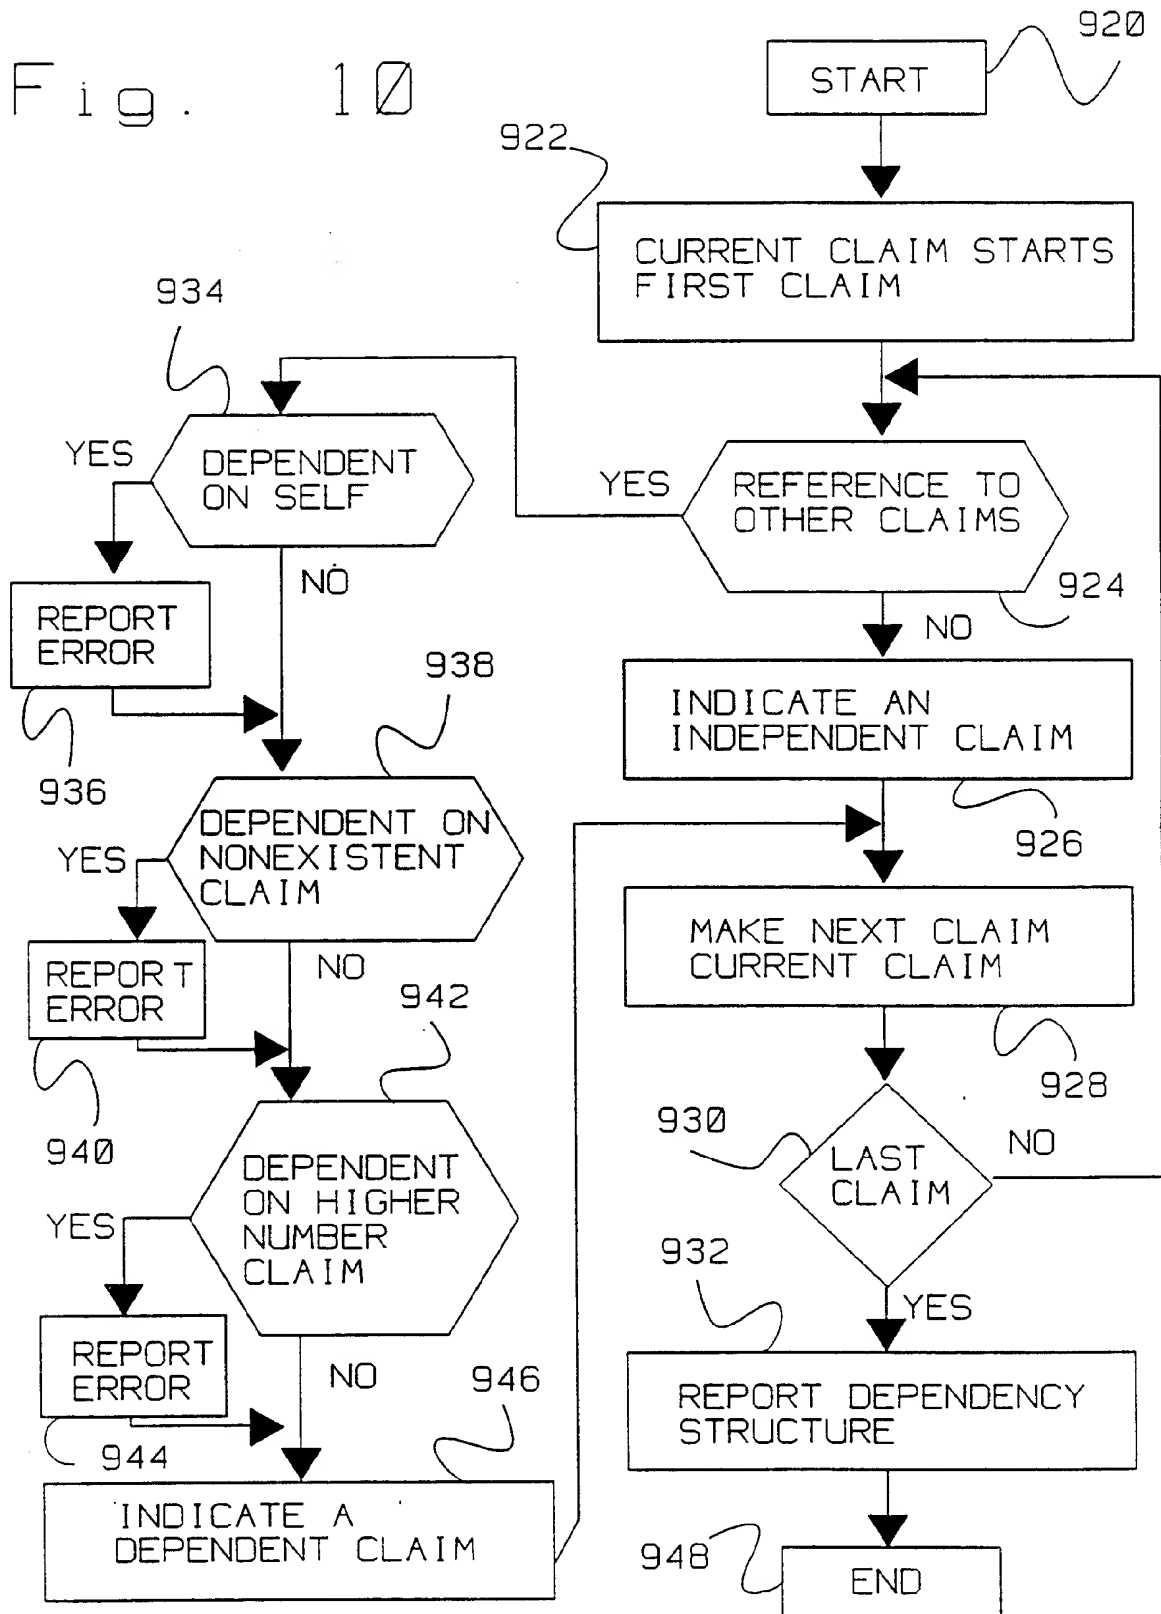 Fig. 10
920
START
922
CURRENT CLAIM STARTS
FIRST CLAIM
934
YES
DEPENDENT
ON SELF
NO
YES
REFERENCE TO
OTHER CLAIMS
924
NO
REPORT
ERROR
936
938
INDICATE AN
INDEPENDENT CLAIM
926
YES
DEPENDENT ON
NONEXISTENT
CLAIM
NO
REPORT
ERROR
940
942
MAKE NEXT CLAIM
CURRENT CLAIM
928
930
LAST
CLAIM
NO
YES
DEPENDENT
ON HIGHER
NUMBER
CLAIM
YES
NO
REPORT
ERROR
944
946
932
REPORT DEPENDENCY
STRUCTURE
INDICATE A
DEPENDENT CLAIM
948
END